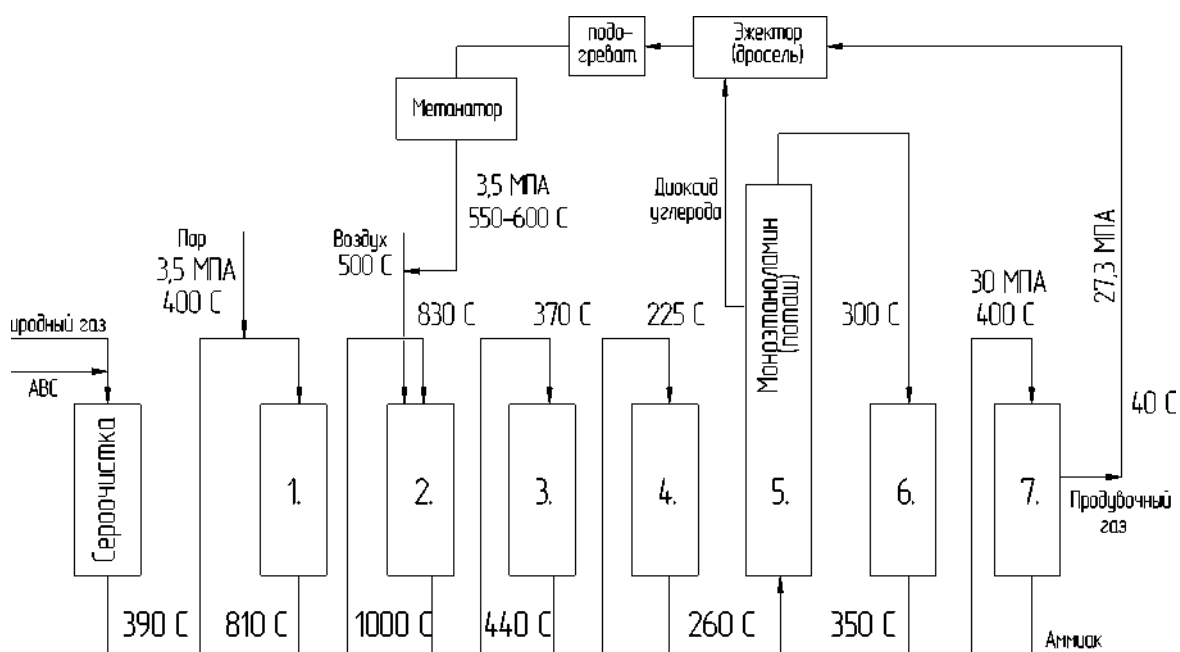 подо-
греват.
Эжектор
(дросель)
Метанатор
3,5 МПА
550-600 С
Диоксид
углерода
Пар
3,5 МПА
400 С
Воздух
500 С
830 С
370 С
225 С
Моноэтаноламин
(поташ)
300 С
30 МПА
400 С
27,3 МПА
40 С
иродный газ
АВС
Сероочистка
1.
2.
3.
4.
5.
6.
7.
Продувочный
газ
390 С
810 С
1000 С
440 С
260 С
350 С
Аммиак